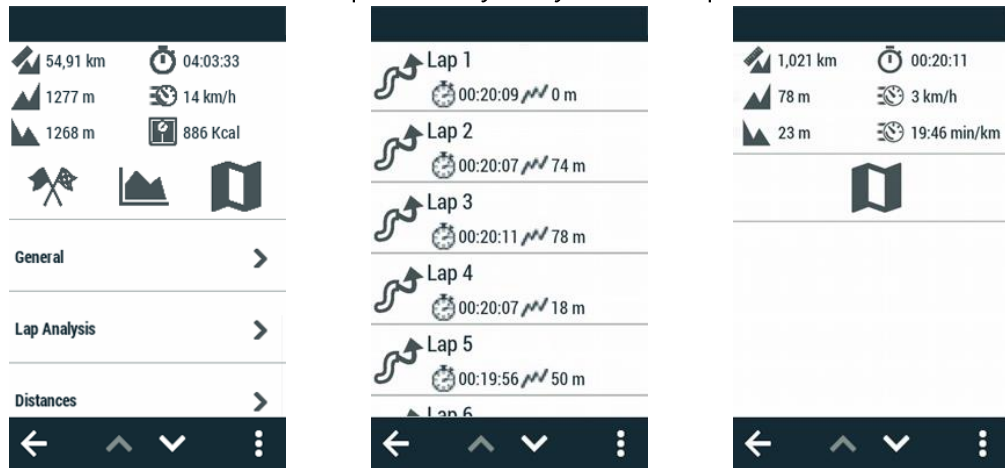 54,91 km 04:03:33
1277 m 14 km/h
1268 m 886 Kcal
General
Lap Analysis
Distances
Lap 1
00:20:09 0 m
Lap 2
00:20:07 74 m
Lap 3
00:20:11 78 m
Lap 4
00:20:07 18 m
Lap 5
00:19:56 50 m
Lap 6
1,021 km 00:20:11
78 m 3 km/h
23 m 19:46 min/km